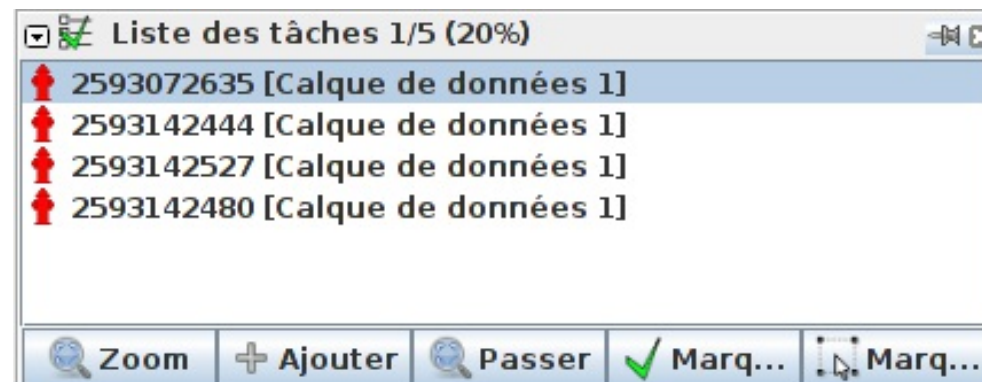 Liste des tâches 1/5 (20%)
2593072635 [Calque de données 1]
2593142444 [Calque de données 1]
2593142527 [Calque de données 1]
2593142480 [Calque de données 1]
Zoom Ajouter Passer Marq... Marq...